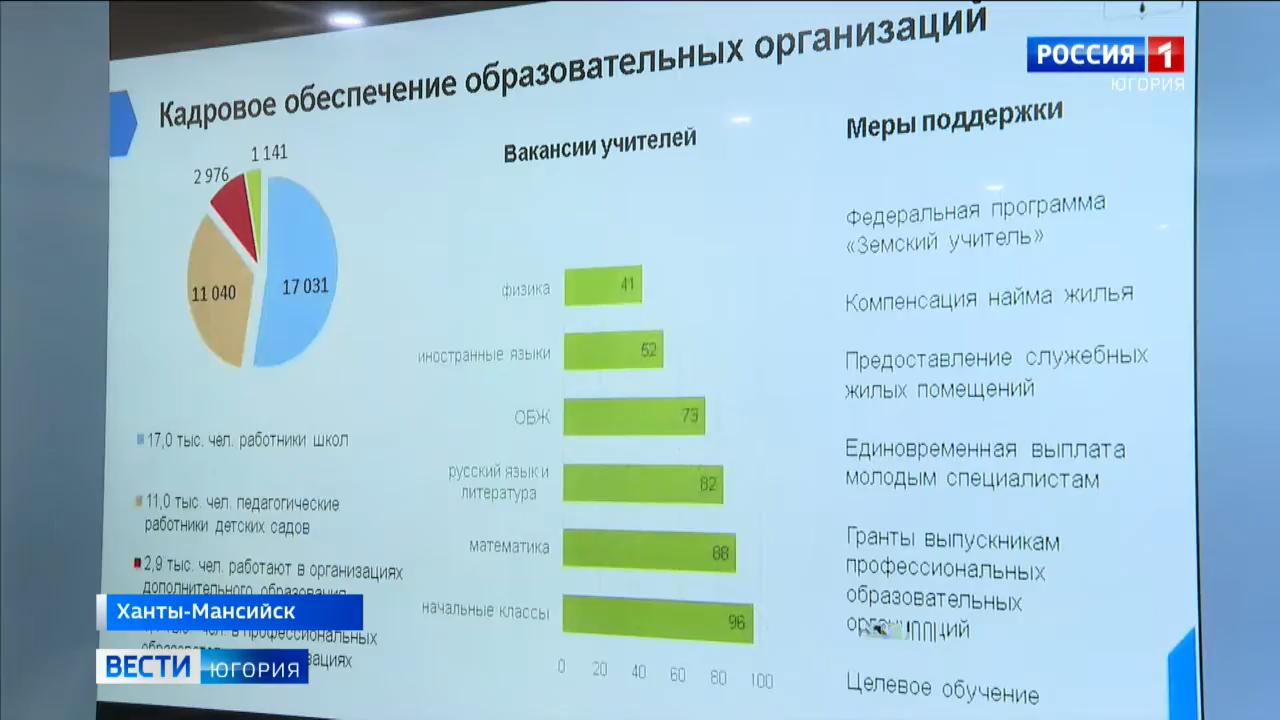 Кадровое обеспечение образовательных организаций
РОССИЯ 1
ЮГОРИЯ
1 141
2 976
11 040
17 031
17,0 тыс. чел. работники школ
11,0 тыс. чел. педагогические
работники детских садов
2,9 тыс. чел. работают в организациях
дополнительного образования
в профессиональных
Вакансии учителей
физика 41
иностранные языки 52
ОБЖ 73
русский язык и
литература 82
математика 88
начальные классы 96
0 20 40 60 80 100
Меры поддержки
Федеральная программа
«Земский учитель»
Компенсация найма жилья
Предоставление служебных
жилых помещений
Единовременная выплата
молодым специалистам
Гранты выпускникам
профессиональных
образовательных
Целевое обучение
Ханты-Мансийск
ВЕСТИ ЮГОРИЯ